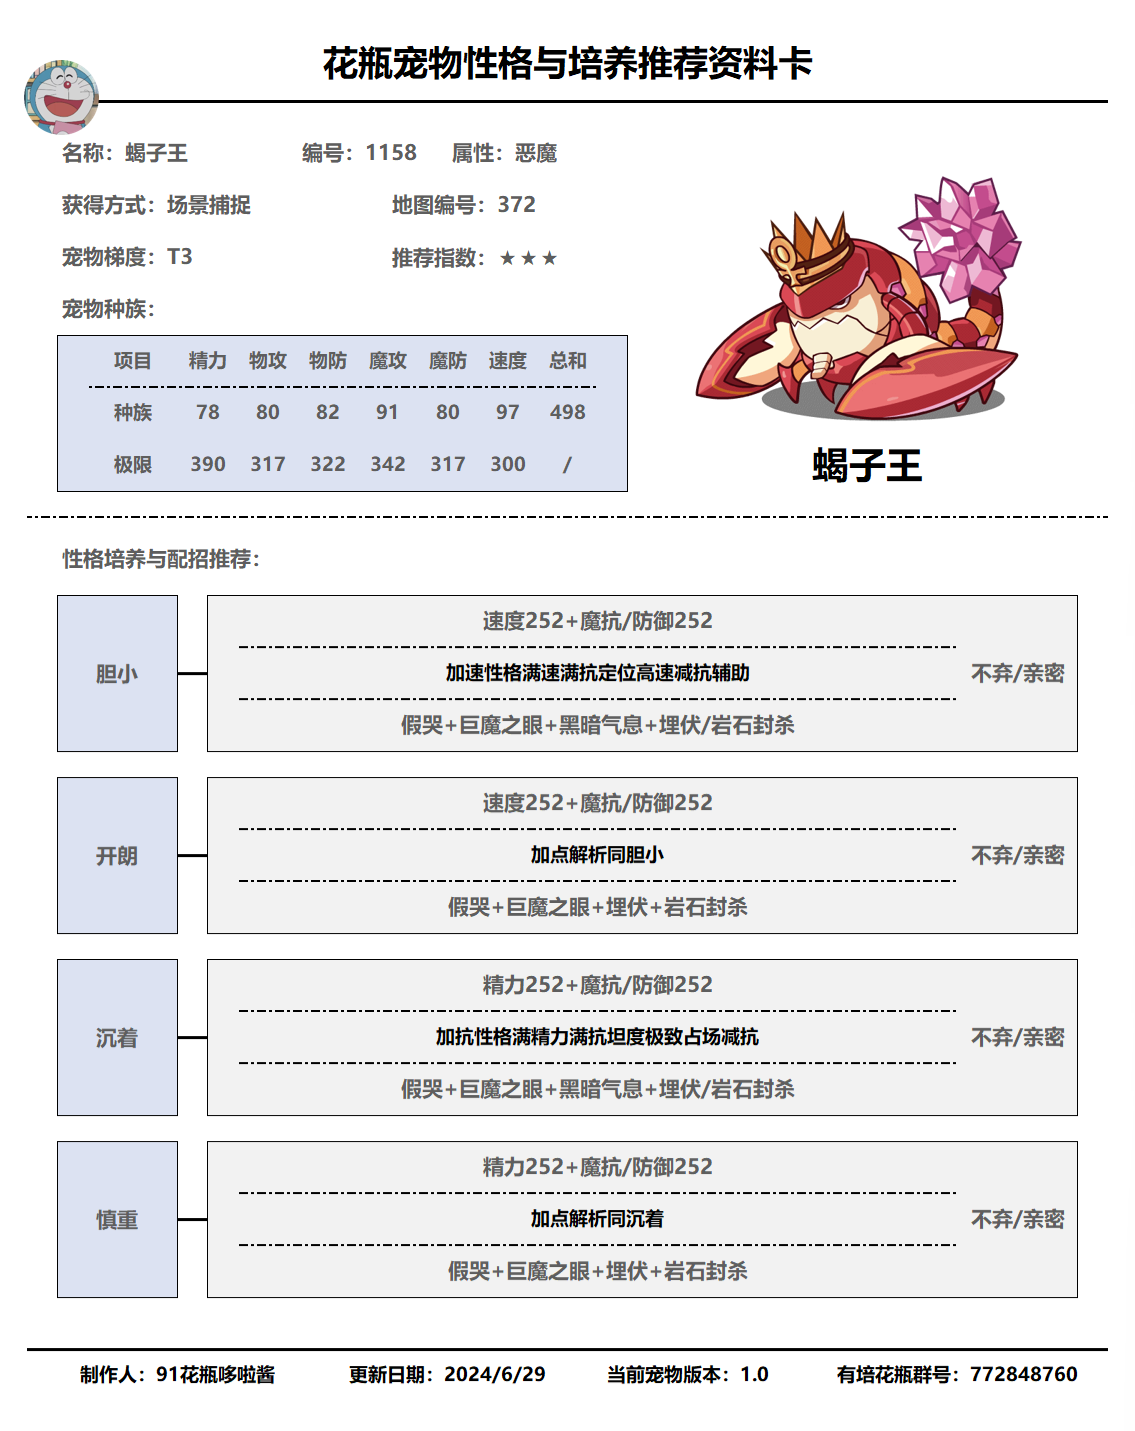 花瓶宠物性格与培养推荐资料卡
名称：蝎子王 编号：1158 属性：恶魔
获得方式：场景捕捉 地图编号：372
宠物梯度：T3 推荐指数：★★★
宠物种族：
项目 精力 物攻 物防 魔攻 魔防 速度 总和
种族 78 80 82 91 80 97 498
极限 390 317 322 342 317 300 /
蝎子王
性格培养与配招推荐：
速度252+魔抗/防御252
胆小 加速性格满速满抗定位高速减抗辅助 不弃/亲密
假哭+巨魔之眼+黑暗气息+埋伏/岩石封杀
速度252+魔抗/防御252
开朗 加点解析同胆小 不弃/亲密
假哭+巨魔之眼+埋伏+岩石封杀
精力252+魔抗/防御252
沉着 加抗性格满精力满抗坦度极致占场减抗 不弃/亲密
假哭+巨魔之眼+黑暗气息+埋伏/岩石封杀
精力252+魔抗/防御252
慎重 加点解析同沉着 不弃/亲密
假哭+巨魔之眼+埋伏+岩石封杀
制作人：91花瓶哆啦酱 更新日期：2024/6/29 当前宠物版本：1.0 有培花瓶群号：772848760